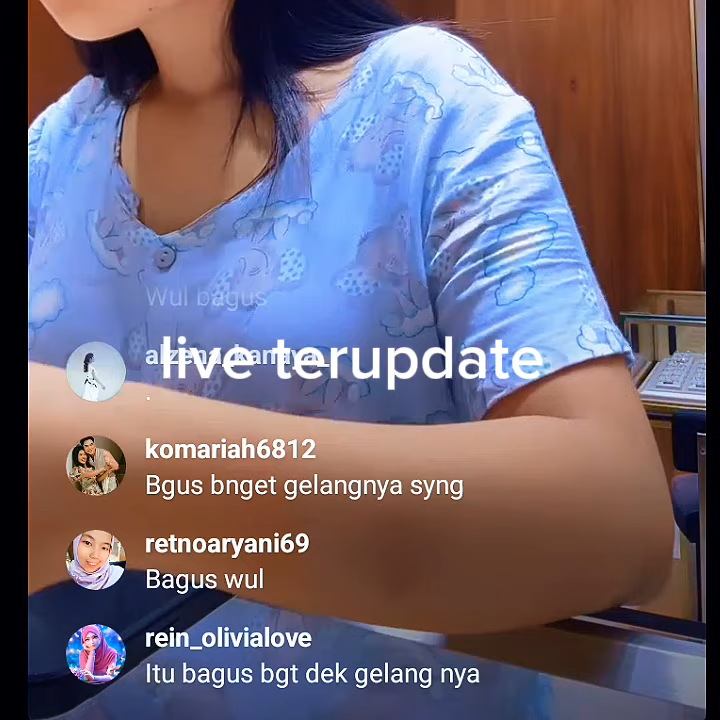 Wul bagus
live terupdate
.
komariah6812
Bgus bnget gelangnya syng
retnoaryani69
Bagus wul
rein_olivialove
Itu bagus bgt dek gelang nya